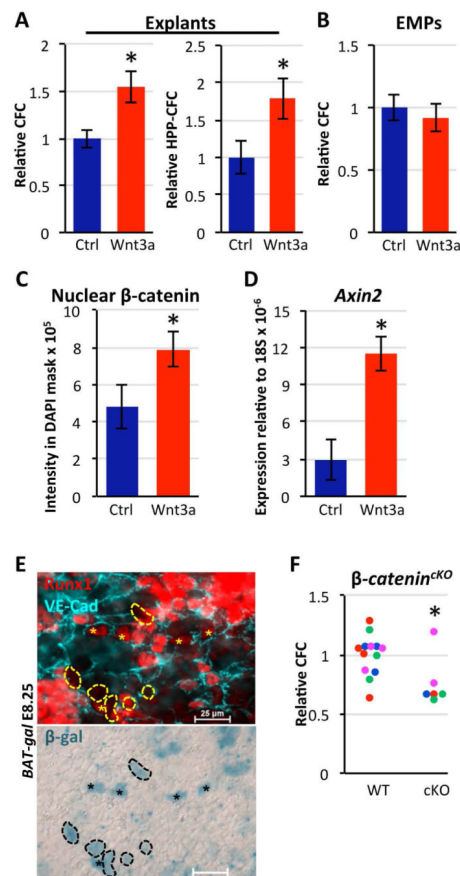 A Explants B EMPs
Relative CFC 2 1.5 1 0.5 * Ctrl Wnt3a
Relative HPP-CFC 2.5 2 1.5 1 0.5 0 * Ctrl Wnt3a
Relative CFC 2 1.5 1 0.5 Ctrl Wnt3a
C Nuclear β-catenin
Intensity in DAPI mask x 10⁵ 10 8 6 4 2 0 * Ctrl Wnt3a
D Axin2
Expression relative to 18S x 10⁻⁶ 15 12 9 6 3 0 * Ctrl Wnt3a
E
BAT-gal E8.25
Runx1
VE-Cad
* * * * *
25 μm
β-gal
* * * * *
F β-catenin^cKO
Relative CFC 1.5 1 0.5 0 *
WT cKO